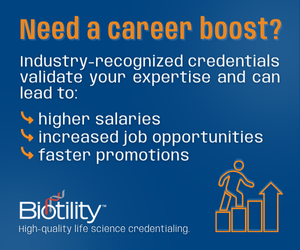 Need a career boost?
Industry-recognized credentials
validate your expertise and can
lead to:
higher salaries
increased job opportunities
faster promotions
Biotility™
High-quality life science credentialing.